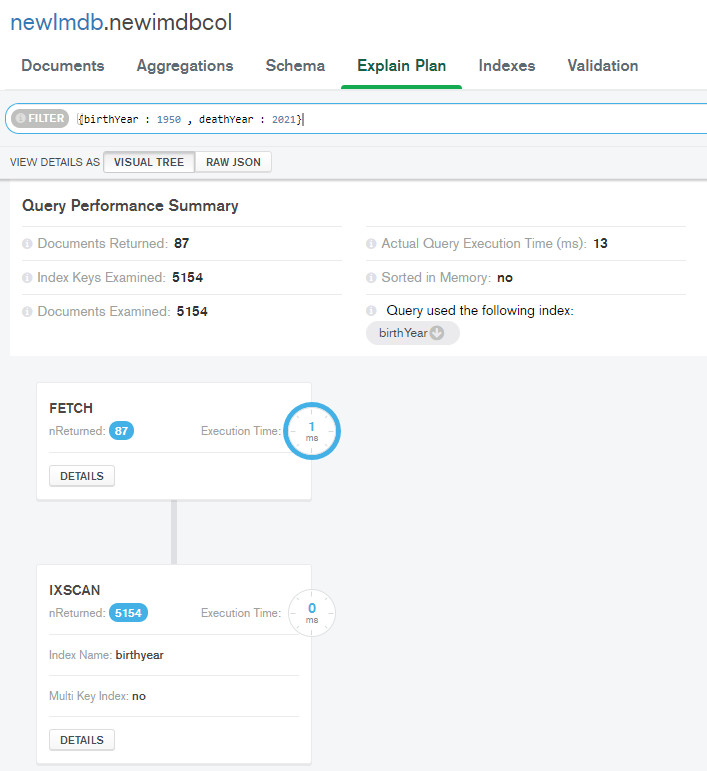 newImdb.newimdbcol
Documents Aggregations Schema Explain Plan Indexes Validation
FILTER {birthYear : 1950 , deathYear : 2021}
VIEW DETAILS AS VISUAL TREE RAW JSON
Query Performance Summary
Documents Returned: 87 Actual Query Execution Time (ms): 13
Index Keys Examined: 5154 Sorted in Memory: no
Documents Examined: 5154 Query used the following index:
birthYear
FETCH
nReturned: 87 Execution Time: 1 ms
DETAILS
IXSCAN
nReturned: 5154 Execution Time: 0 ms
Index Name: birthyear
Multi Key Index: no
DETAILS